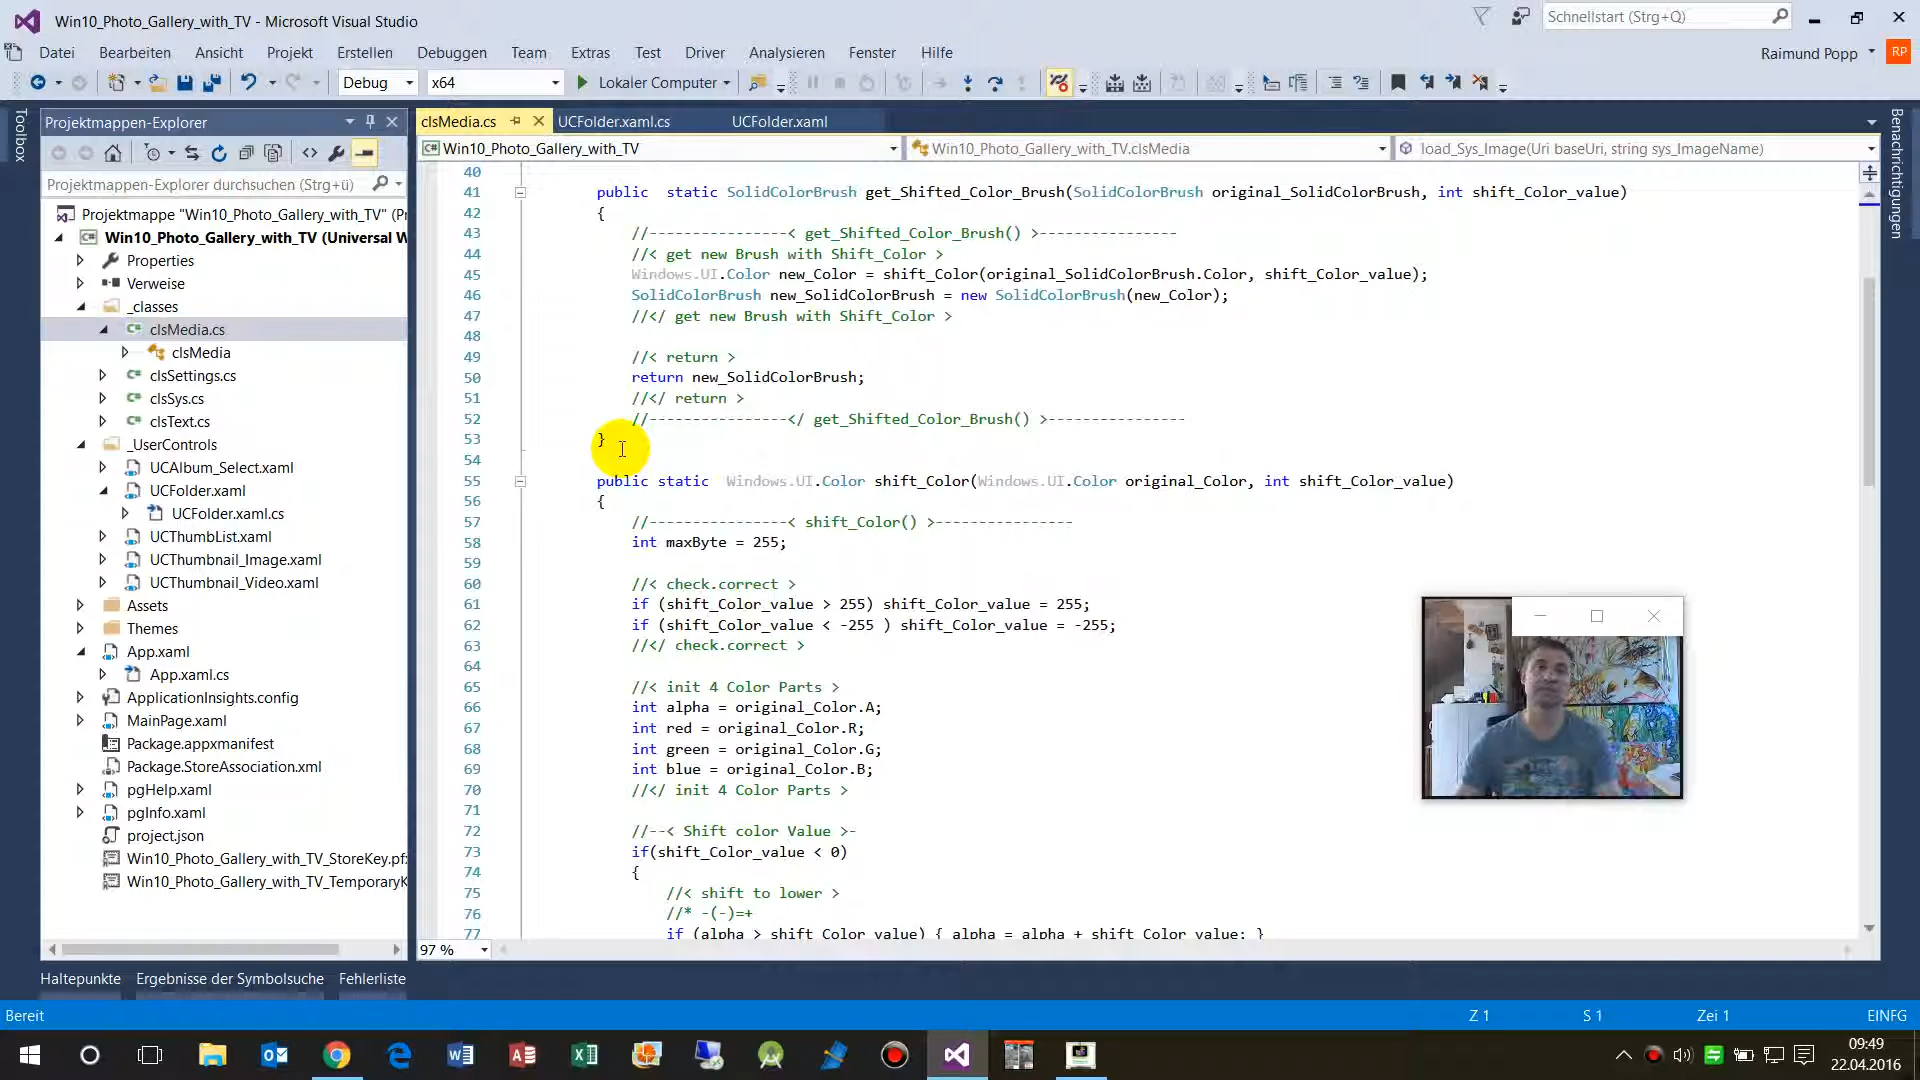 Win10_Photo_Gallery_with_TV - Microsoft Visual Studio
Schnellstart (Strg+Q)
Datei Bearbeiten Ansicht Projekt Erstellen Debuggen Team Extras Test Driver Analysieren Fenster Hilfe
Raimund Popp RP
Debug x64 Lokaler Computer
Toolbox
Projektmappen-Explorer
Projektmappen-Explorer durchsuchen (Strg+ü)
Projektmappe "Win10_Photo_Gallery_with_TV" (Pr
Win10_Photo_Gallery_with_TV (Universal W
Properties
Verweise
_classes
clsMedia.cs
clsMedia
clsSettings.cs
clsSys.cs
clsText.cs
_UserControls
UCAlbum_Select.xaml
UCFolder.xaml
UCFolder.xaml.cs
UCThumbList.xaml
UCThumbnail_Image.xaml
UCThumbnail_Video.xaml
Assets
Themes
App.xaml
App.xaml.cs
ApplicationInsights.config
MainPage.xaml
Package.appxmanifest
Package.StoreAssociation.xml
pgHelp.xaml
pgInfo.xaml
project.json
Win10_Photo_Gallery_with_TV_StoreKey.pf
Win10_Photo_Gallery_with_TV_TemporaryK
clsMedia.cs UCFolder.xaml.cs UCFolder.xaml
Win10_Photo_Gallery_with_TV Win10_Photo_Gallery_with_TV.clsMedia load_Sys_Image(Uri baseUri, string sys_ImageName)
40
41 public static SolidColorBrush get_Shifted_Color_Brush(SolidColorBrush original_SolidColorBrush, int shift_Color_value)
42 {
43 //----------------< get_Shifted_Color_Brush() >----------------
44 //< get new Brush with Shift_Color >
45 Windows.UI.Color new_Color = shift_Color(original_SolidColorBrush.Color, shift_Color_value);
46 SolidColorBrush new_SolidColorBrush = new SolidColorBrush(new_Color);
47 //</ get new Brush with Shift_Color >
48
49 //< return >
50 return new_SolidColorBrush;
51 //</ return >
52 //----------------</ get_Shifted_Color_Brush() >----------------
53 }
54
55 public static Windows.UI.Color shift_Color(Windows.UI.Color original_Color, int shift_Color_value)
56 {
57 //----------------< shift_Color() >----------------
58 int maxByte = 255;
59
60 //< check.correct >
61 if (shift_Color_value > 255) shift_Color_value = 255;
62 if (shift_Color_value < -255 ) shift_Color_value = -255;
63 //</ check.correct >
64
65 //< init 4 Color Parts >
66 int alpha = original_Color.A;
67 int red = original_Color.R;
68 int green = original_Color.G;
69 int blue = original_Color.B;
70 //</ init 4 Color Parts >
71
72 //--< Shift color Value >-
73 if(shift_Color_value < 0)
74 {
75 //< shift to lower >
76 //* -(-)=+
77 if (alpha > shift_Color_value) { alpha = alpha + shift_Color_value; }
97 %
Benachrichtigungen
Haltepunkte Ergebnisse der Symbolsuche Fehlerliste
Bereit Z 1 S 1 Zei 1 EINFG
09:49
22.04.2016